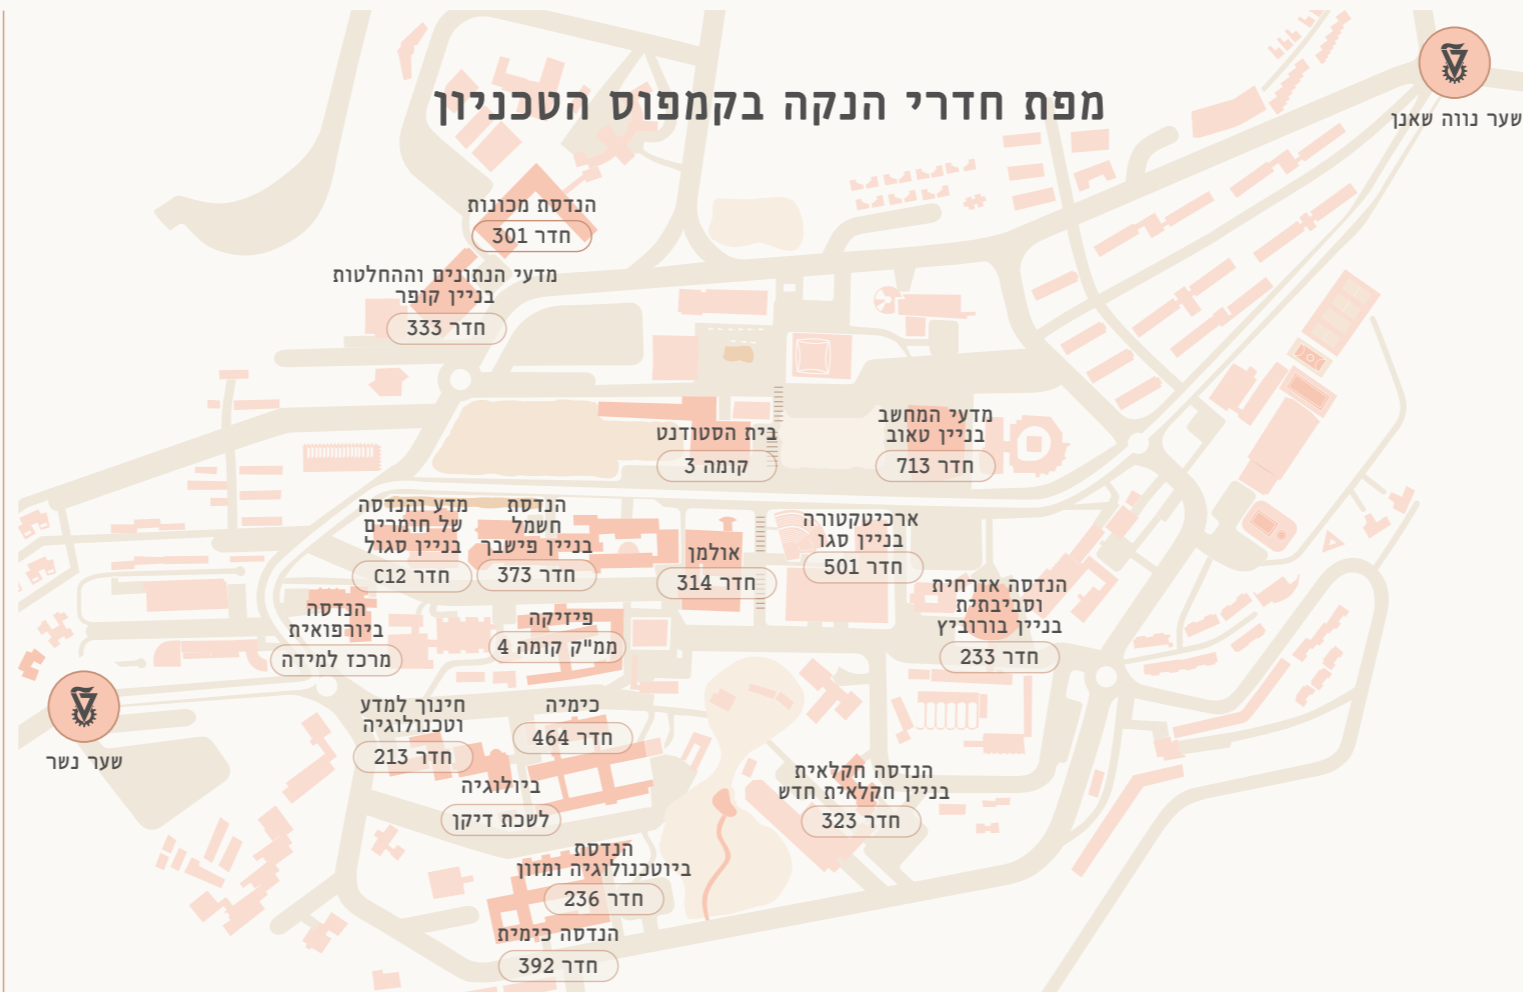 מפת חדרי הנקה בקמפוס הטכניון
שער נווה שאנן
הנדסת מכונות
חדר 301
מדעי הנתונים וההחלטות
בניין קופר
חדר 333
מדעי המחשב
בניין טאוב
חדר 713
בית הסטודנט
קומה 3
מדע והנדסה
של חומרים
בניין סגול
חדר C12
הנדסת
חשמל
בניין פישבך
חדר 373
אולמן
חדר 314
ארכיטקטורה
בניין סגו
חדר 501
הנדסה אזרחית
וסביבתית
בניין בורוביץ
חדר 233
הנדסה
ביורפואית
מרכז למידה
פיזיקה
ממ"ק קומה 4
שער נשר
חינוך למדע
וטכנולוגיה
חדר 213
כימיה
חדר 464
ביולוגיה
לשכת דיקן
הנדסה חקלאית
בניין חקלאית חדש
חדר 323
הנדסת
ביוטכנולוגיה ומזון
חדר 236
הנדסה כימית
חדר 392